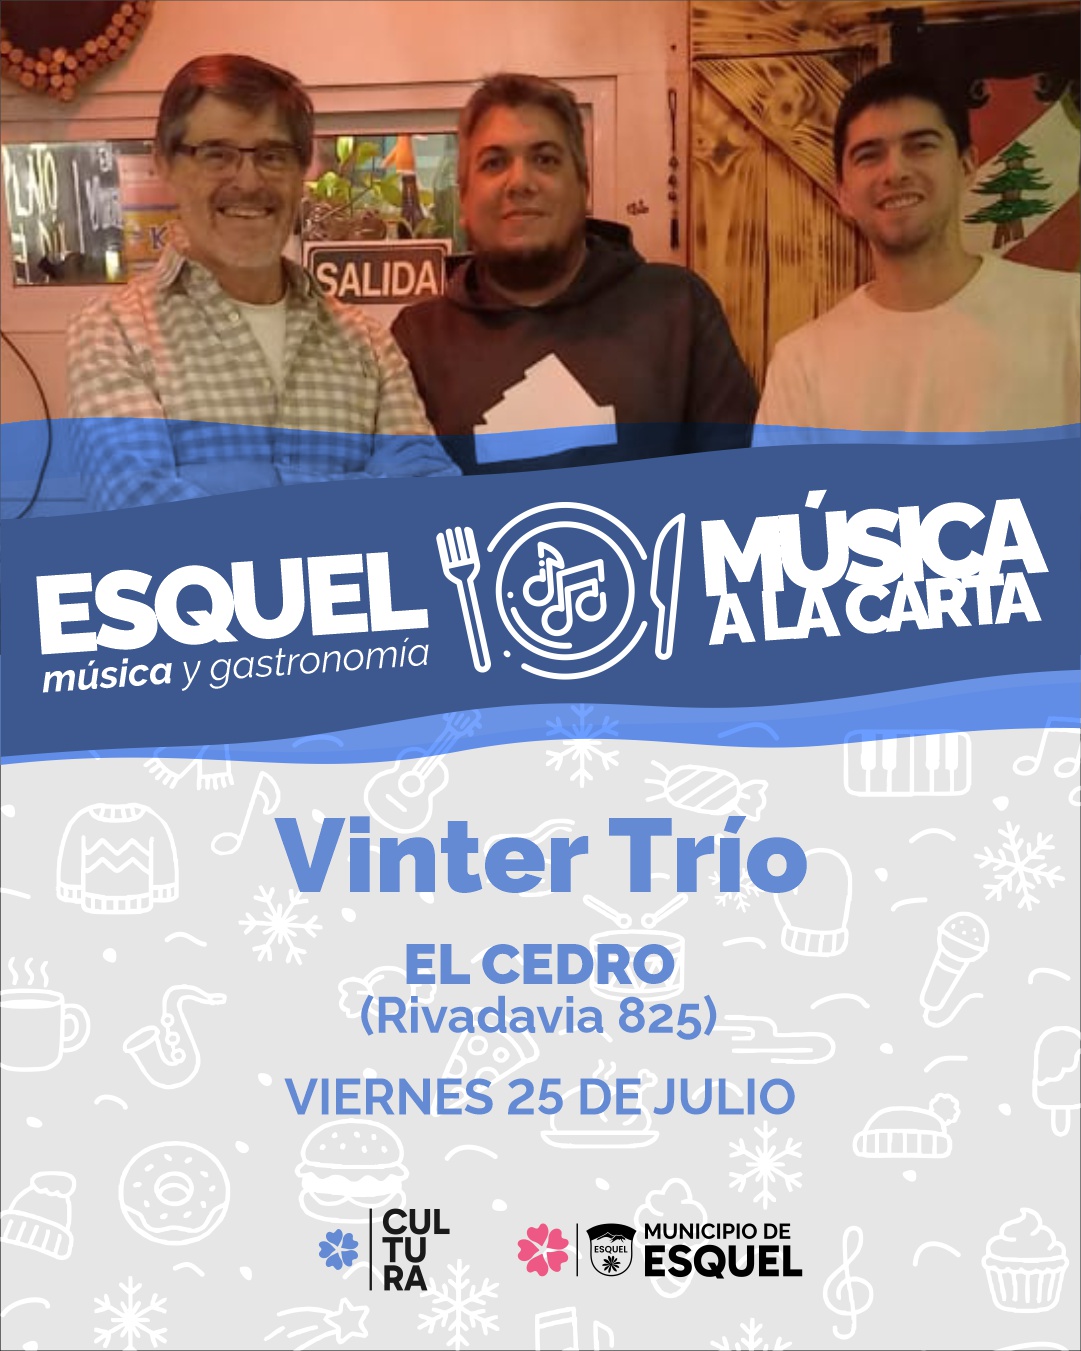 SALIDA
ESQUEL
música y gastronomía
MÚSICA
A LA CARTA
Vinter Trío
EL CEDRO
(Rivadavia 825)
VIERNES 25 DE JULIO
CUL
TU
RA
ESQUEL
MUNICIPIO DE
ESQUEL